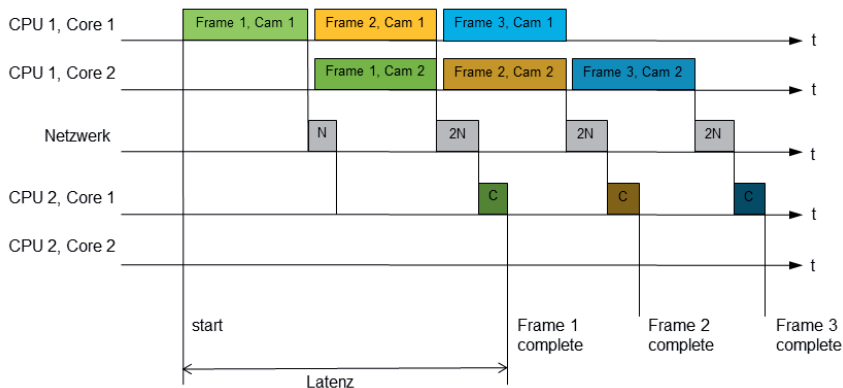 CPU 1, Core 1
Frame 1, Cam 1
Frame 2, Cam 1
Frame 3, Cam 1
t
CPU 1, Core 2
Frame 1, Cam 2
Frame 2, Cam 2
Frame 3, Cam 2
t
Netzwerk
N
2N
2N
2N
t
CPU 2, Core 1
C
C
C
t
CPU 2, Core 2
t
start
Frame 1
complete
Frame 2
complete
Frame 3
complete
Latenz